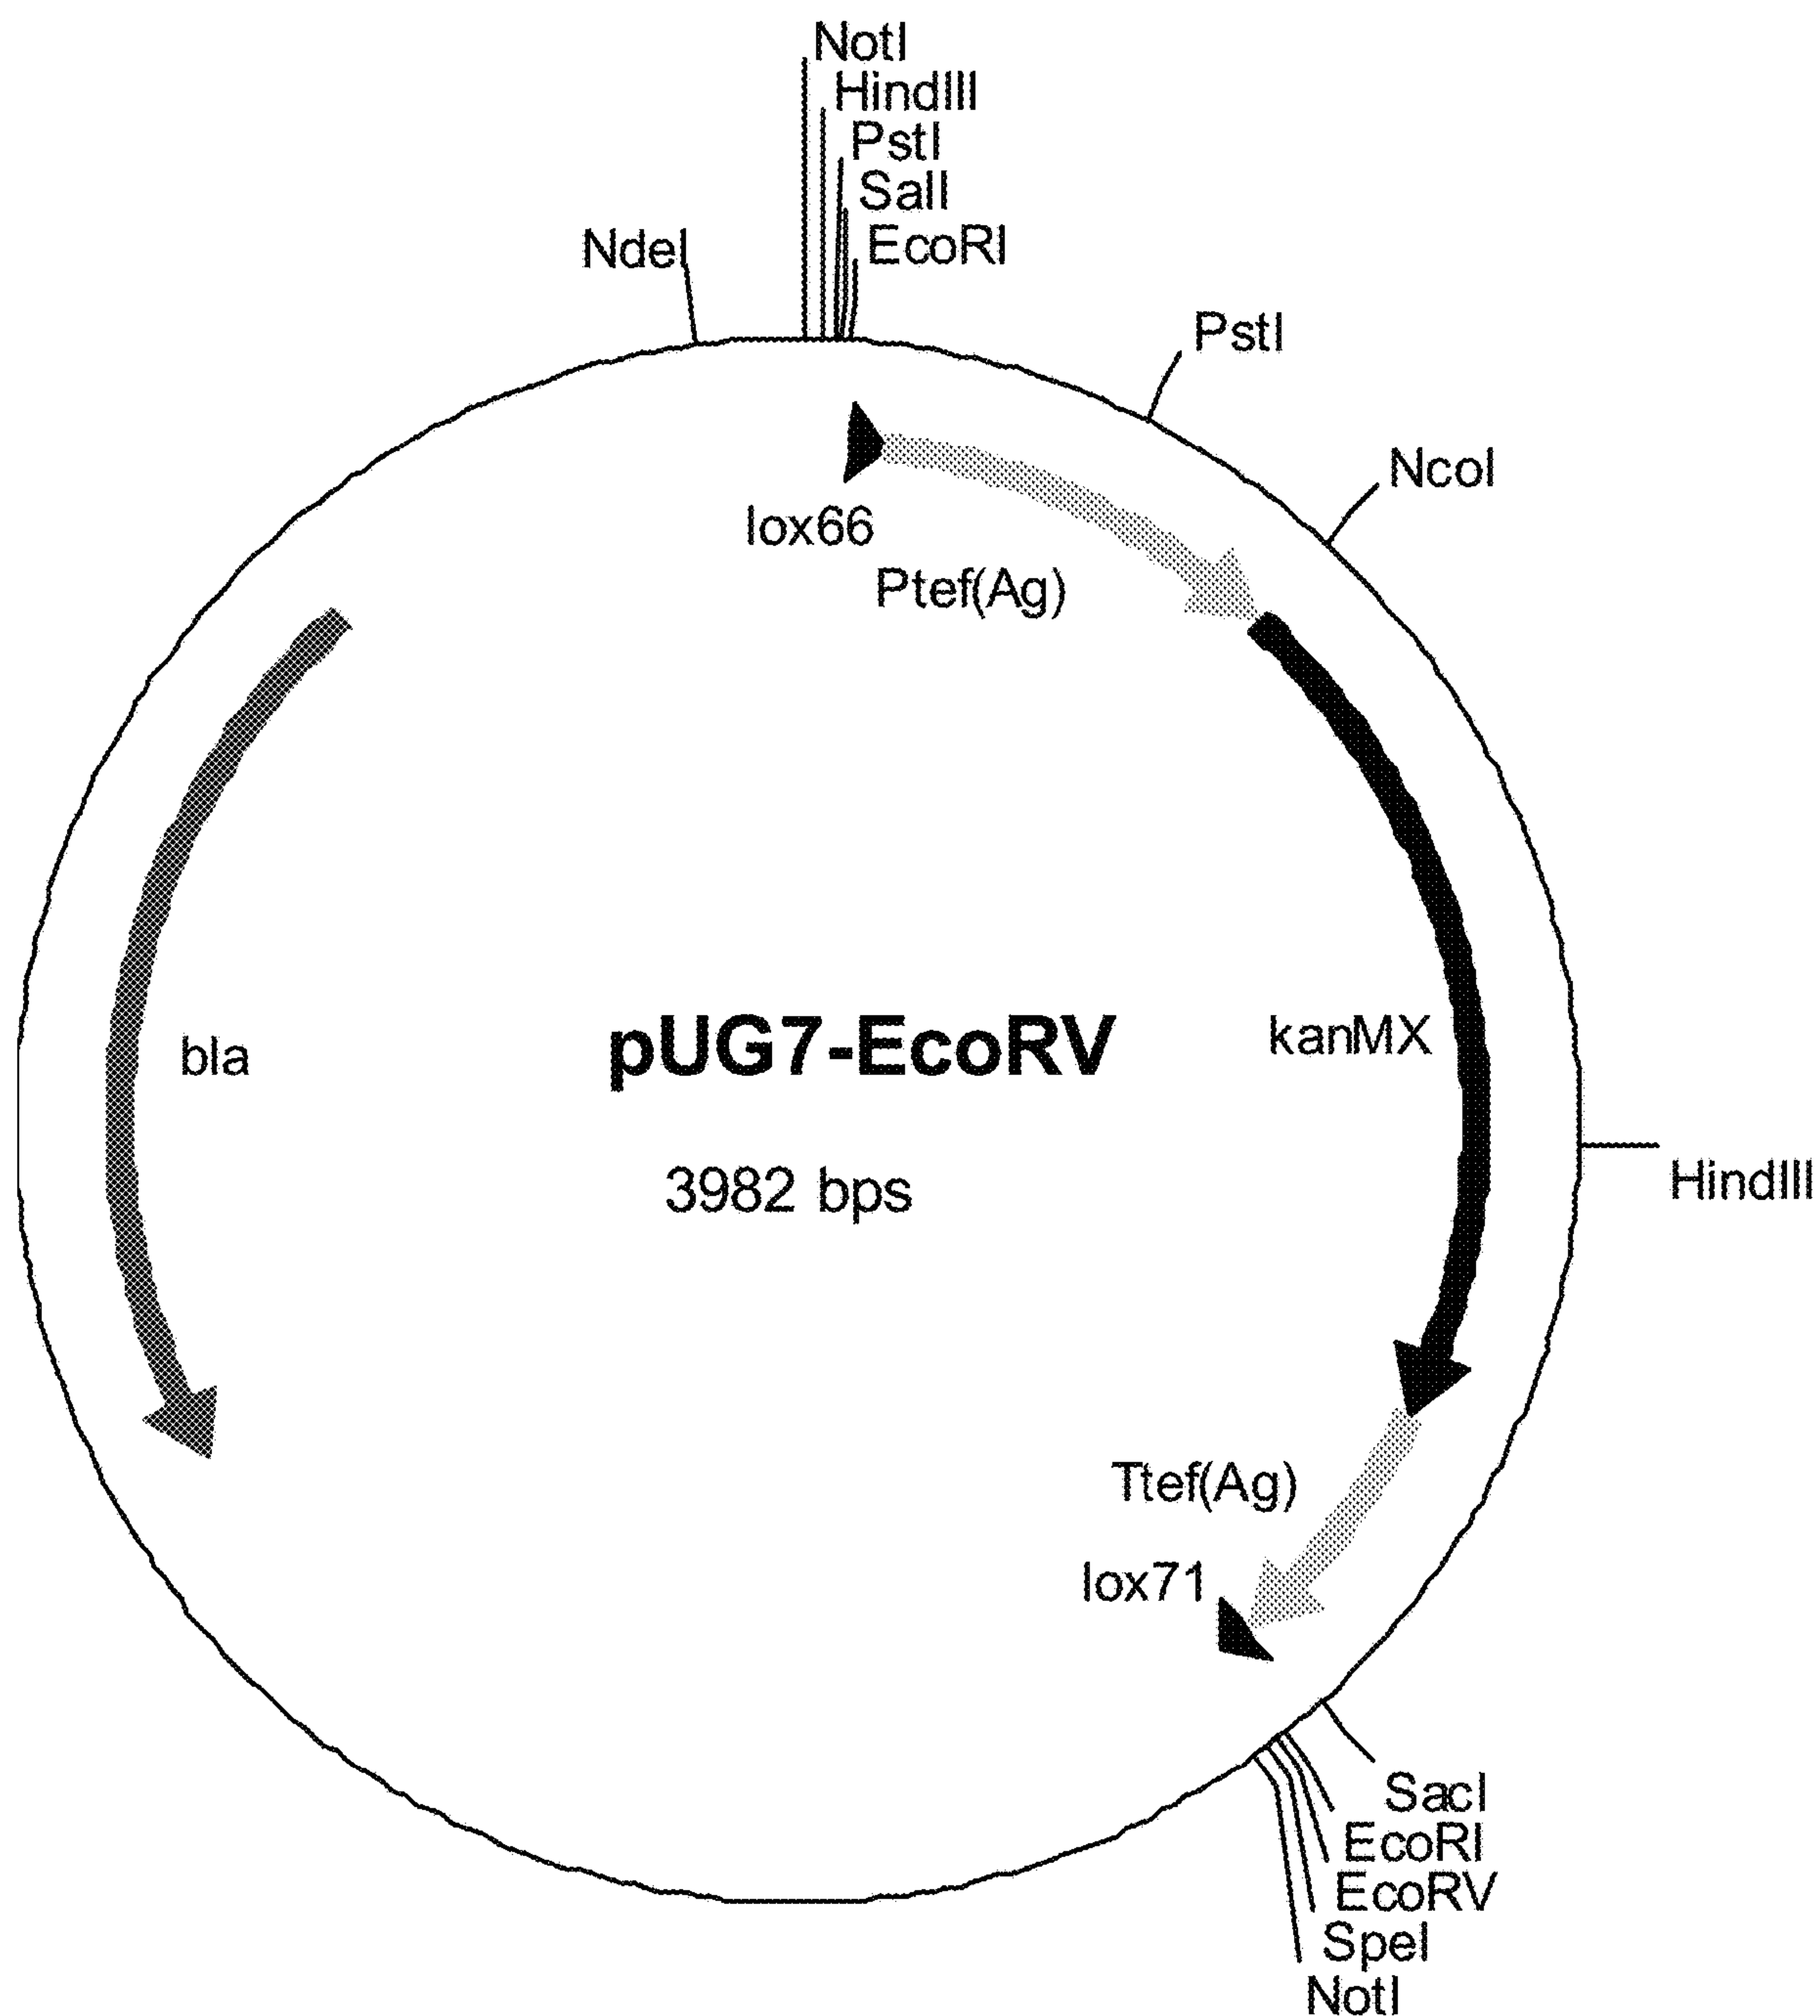 NotI
HindIII
PstI
SalI
EcoRI
NdeI
PstI
NcoI
lox66
Ptef(Ag)
bla
pUG7-EcoRV
kanMX
3982 bps
HindIII
Ttef(Ag)
lox71
SacI
EcoRI
EcoRV
SpeI
NotI